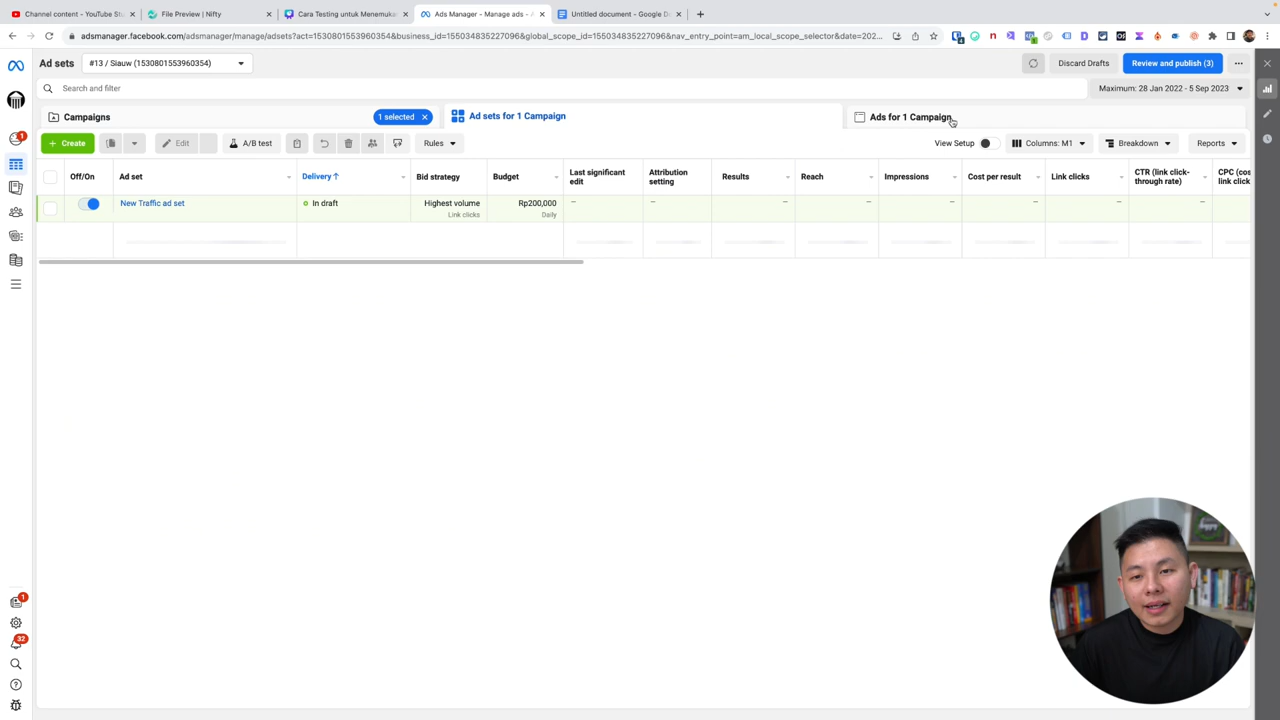 Channel content - YouTube St
File Preview | Nifty
Cara Testing untuk Menemuka
Ads Manager - Manage ads - A
Untitled document - Google D
adsmanager.facebook.com/adsmanager/manage/adsets?act=1530801553960354&business_id=155034835227096&global_scope_id=155034835227096&nav_entry_point=am_local_scope_selector&date=202...
Ad sets
#13 / Siauw (1530801553960354)
Discard Drafts
Review and publish (3)
Search and filter
Maximum: 28 Jan 2022 - 5 Sep 2023
Campaigns
1 selected
Ad sets for 1 Campaign
Ads for 1 Campaign
+ Create
Edit
A/B test
Rules
View Setup
Columns: M1
Breakdown
Reports
Off/On
Ad set
Delivery ↑
Bid strategy
Budget
Last significant edit
Attribution setting
Results
Reach
Impressions
Cost per result
Link clicks
CTR (link click-through rate)
CPC (cos link click
New Traffic ad set
In draft
Highest volume
Link clicks
Rp200,000
Daily
1
1
32